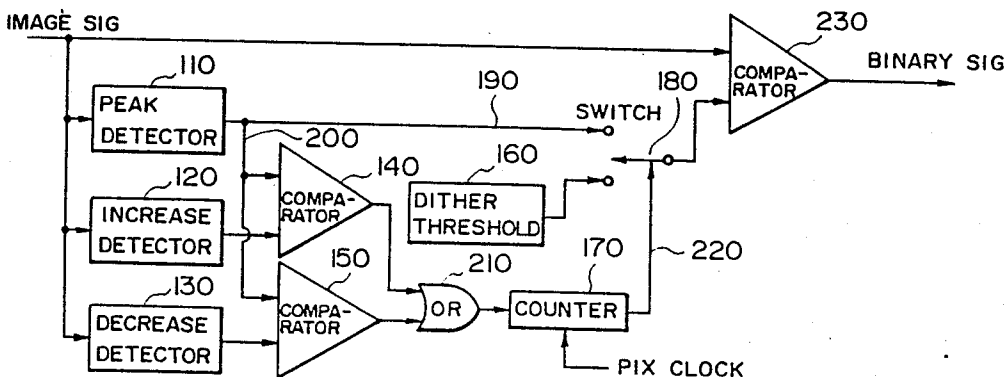 IMAGE SIG
110
PEAK
DETECTOR
190
200
120
INCREASE
DETECTOR
130
DECREASE
DETECTOR
140
COMPA-
RATOR
150
COMPA-
RATOR
160
DITHER
THRESHOLD
SWITCH
180
210
OR
170
COUNTER
220
PIX CLOCK
230
COMPA-
RATOR
BINARY SIG